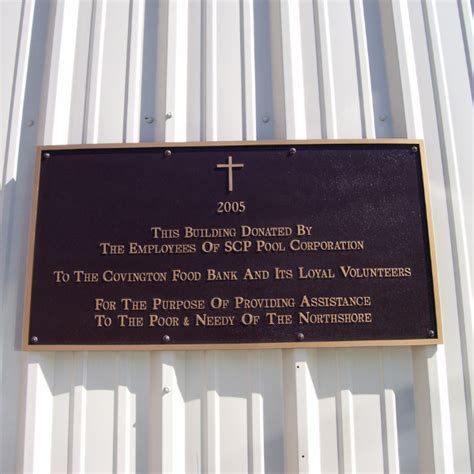 2005
This Building Donated By
The Employees Of SCP Pool Corporation
To The Covington Food Bank And Its Loyal Volunteers
For The Purpose Of Providing Assistance
To The Poor & Needy Of The Northshore